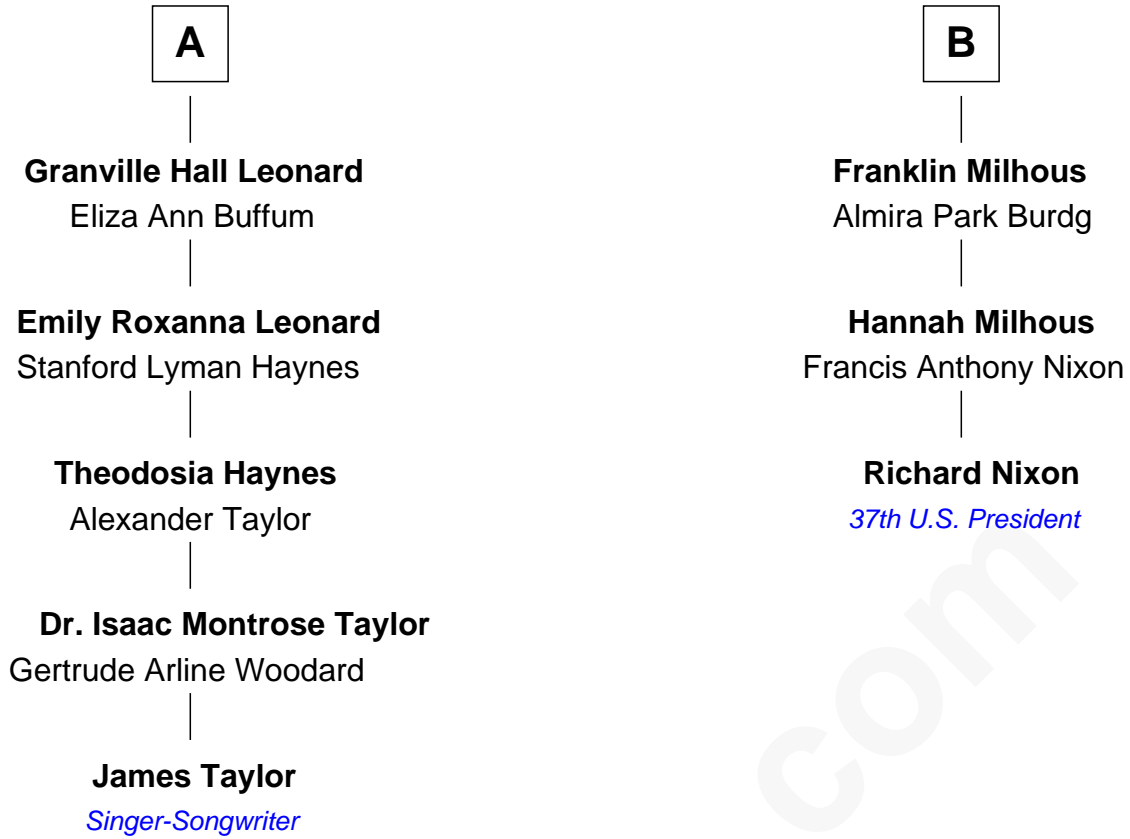 A
Granville Hall Leonard
Eliza Ann Buffum
Emily Roxanna Leonard
Stanford Lyman Haynes
Theodosia Haynes
Alexander Taylor
Dr. Isaac Montrose Taylor
Gertrude Arline Woodard
James Taylor
Singer-Songwriter
B
Franklin Milhous
Almira Park Burdg
Hannah Milhous
Francis Anthony Nixon
Richard Nixon
37th U.S. President
com